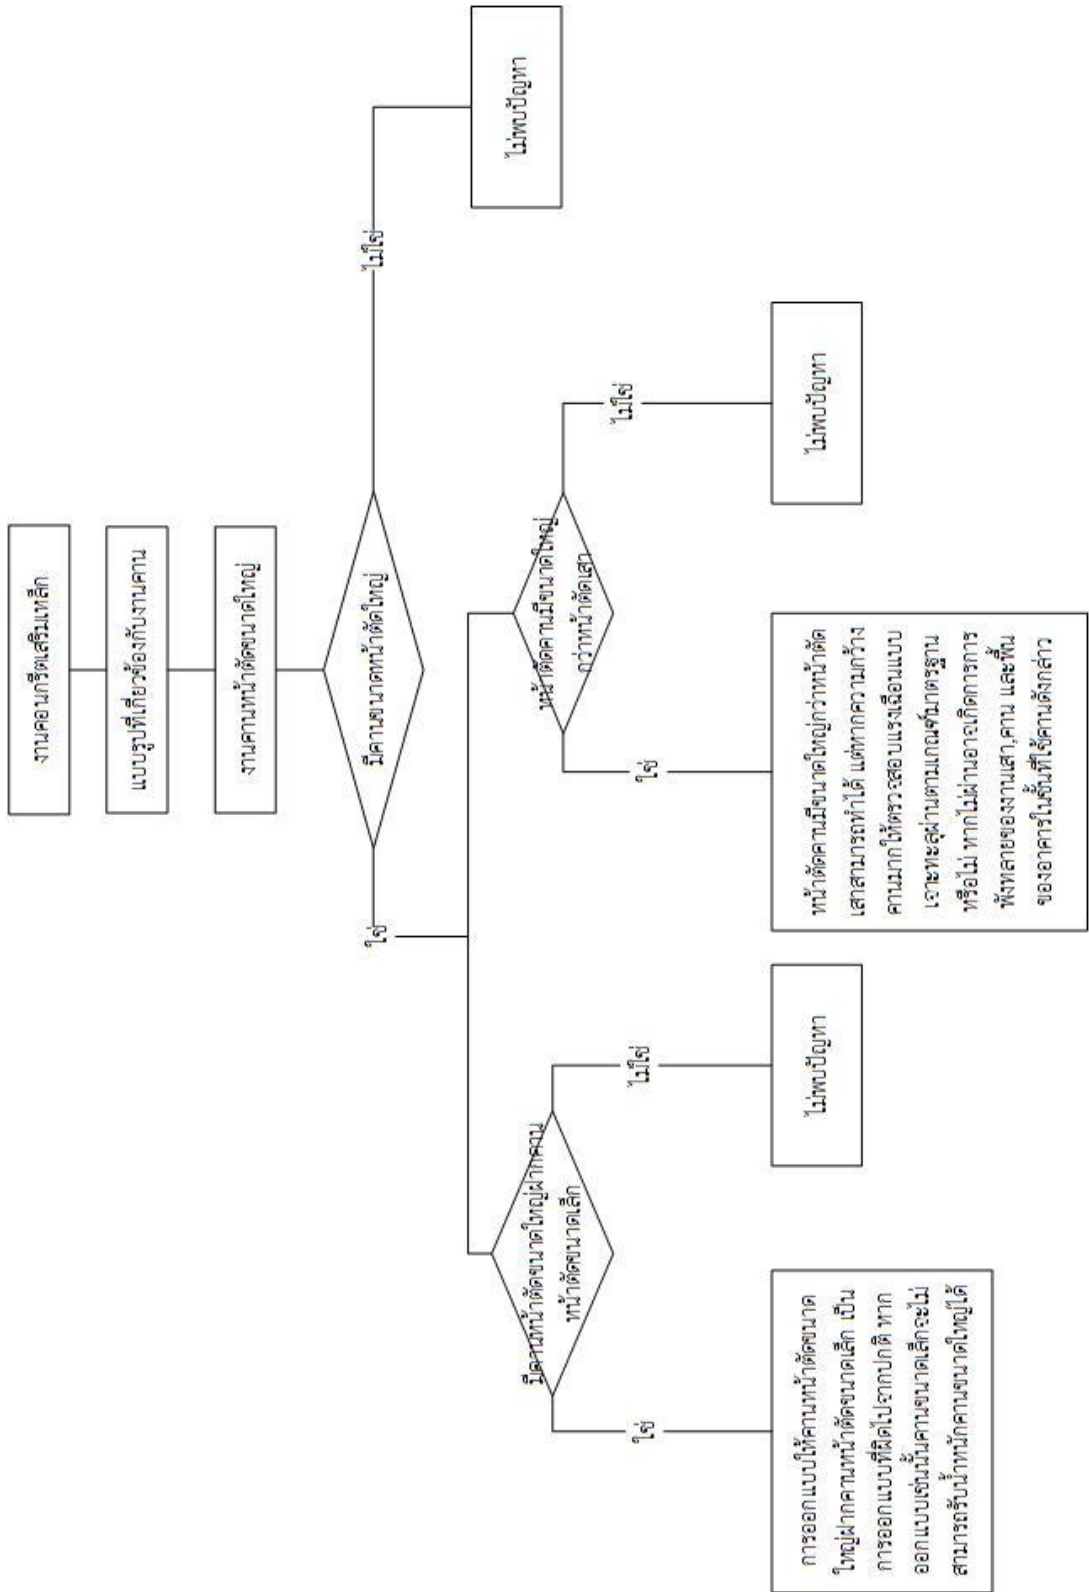 งานคอนกรีตเสริมเหล็ก
แบบรูปที่เกี่ยวข้องกับงานคาน
งานคานหน้าตัดขนาดใหญ่
มีคานขนาดหน้าตัดใหญ่
ใช่
ไม่ใช่
ไม่พบปัญหา
มีคานหน้าตัดขนาดใหญ่ฝากคาน
หน้าตัดขนาดเล็ก
ใช่
ไม่ใช่
การออกแบบให้คานหน้าตัดขนาด
ใหญ่ฝากคานหน้าตัดขนาดเล็ก เป็น
การออกแบบที่ผิดไปจากปกติ หาก
ออกแบบเช่นนั้นคานขนาดเล็กจะไม่
สามารถรับน้ำหนักคานขนาดใหญ่ได้
ไม่พบปัญหา
หน้าตัดคานมีขนาดใหญ่
กว่าหน้าตัดเสา
ใช่
ไม่ใช่
หน้าตัดคานมีขนาดใหญ่กว่าหน้าตัด
เสาสามารถทำได้ แต่หากความกว้าง
คานมากให้ตรวจสอบแรงเฉือนแบบ
เจาะทะลุผ่านตามเกณฑ์มาตรฐาน
หรือไม่ หากไม่ผ่านอาจเกิดการการ
พังทลายของงานเสา,คาน และพื้น
ของอาคารในชั้นที่ใช้คานดังกล่าว
ไม่พบปัญหา